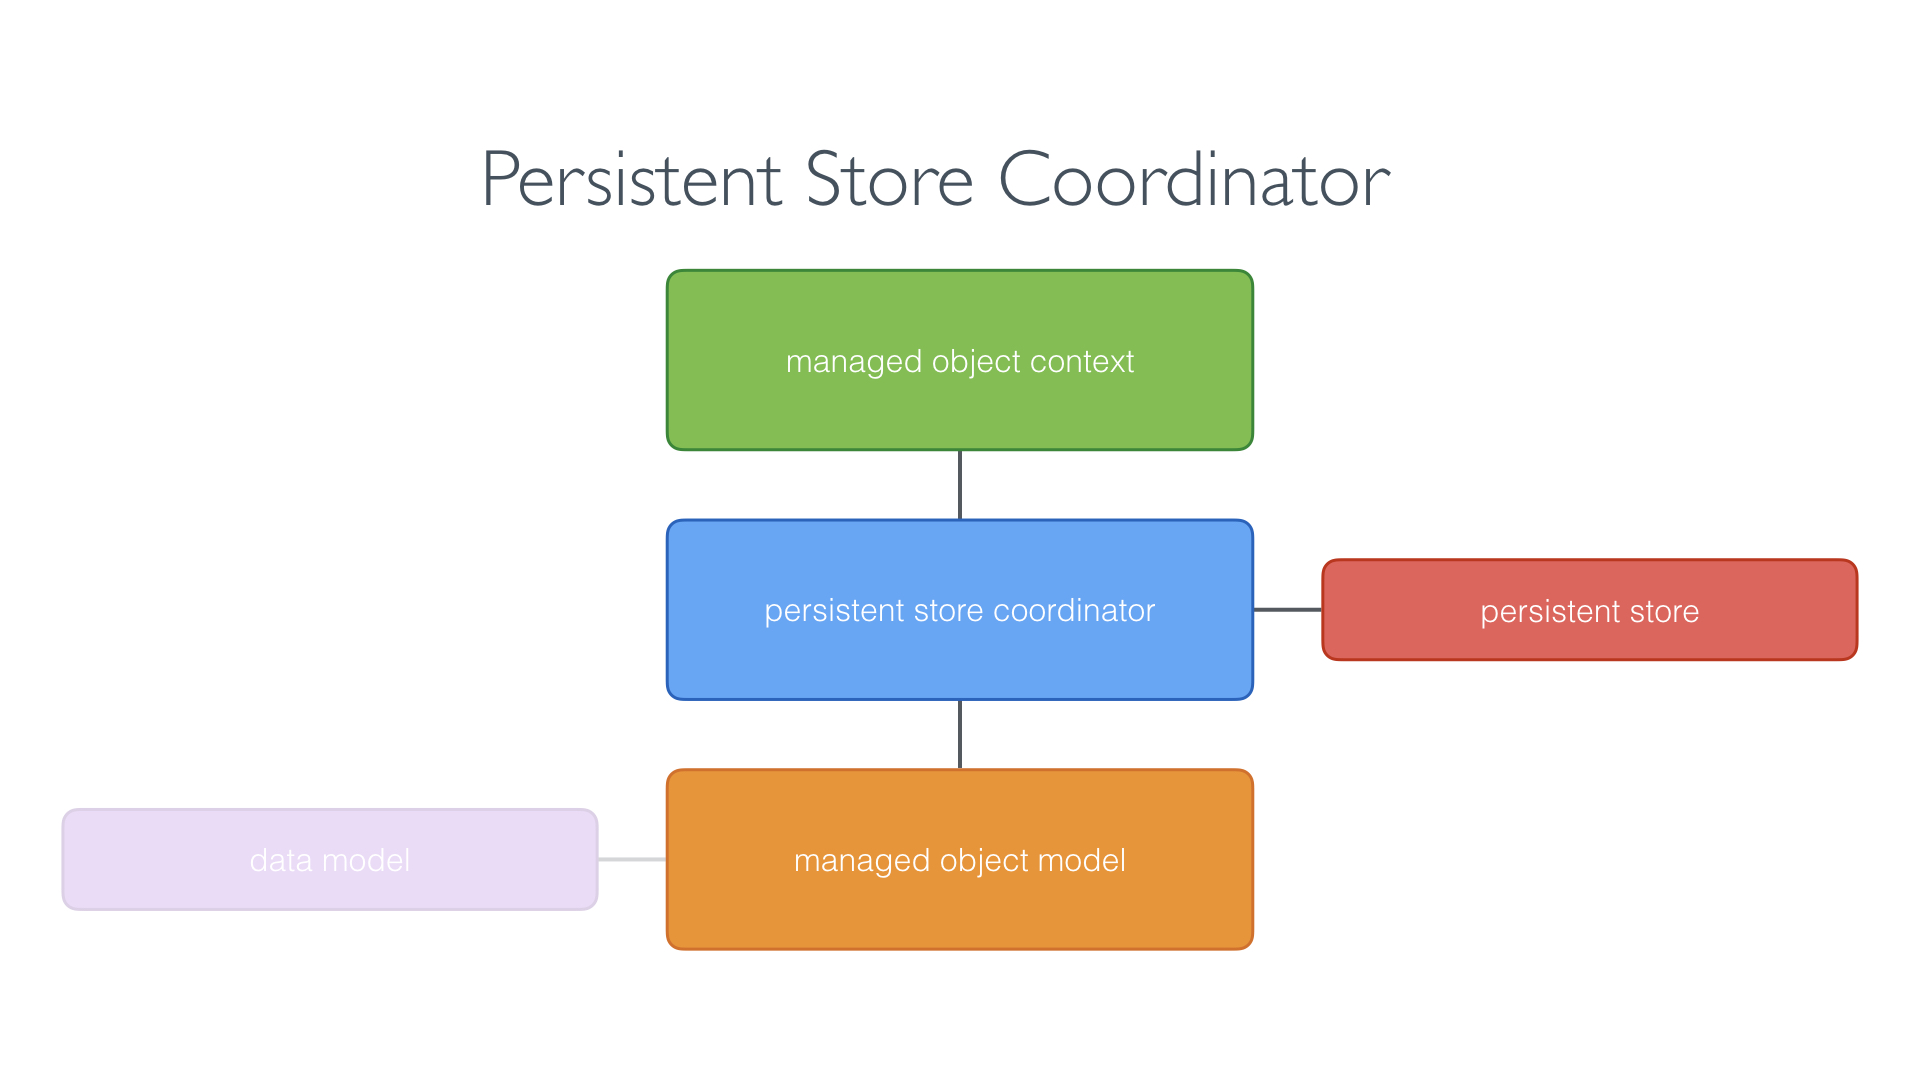 Persistent Store Coordinator
managed object context
persistent store coordinator
persistent store
data model
managed object model